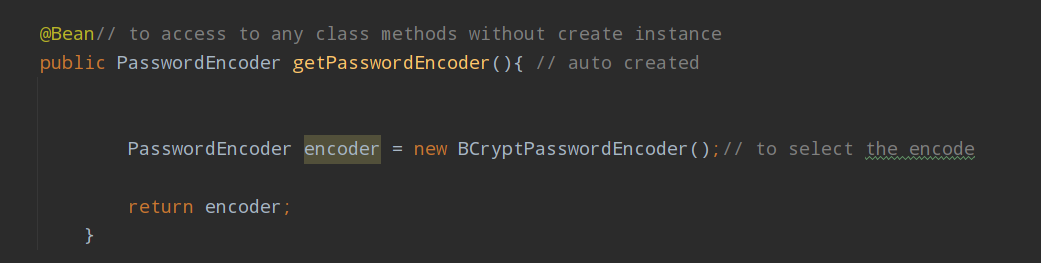 @Bean// to access to any class methods without create instance
public PasswordEncoder getPasswordEncoder(){ // auto created
PasswordEncoder encoder = new BCryptPasswordEncoder();// to select the encode
return encoder;
}